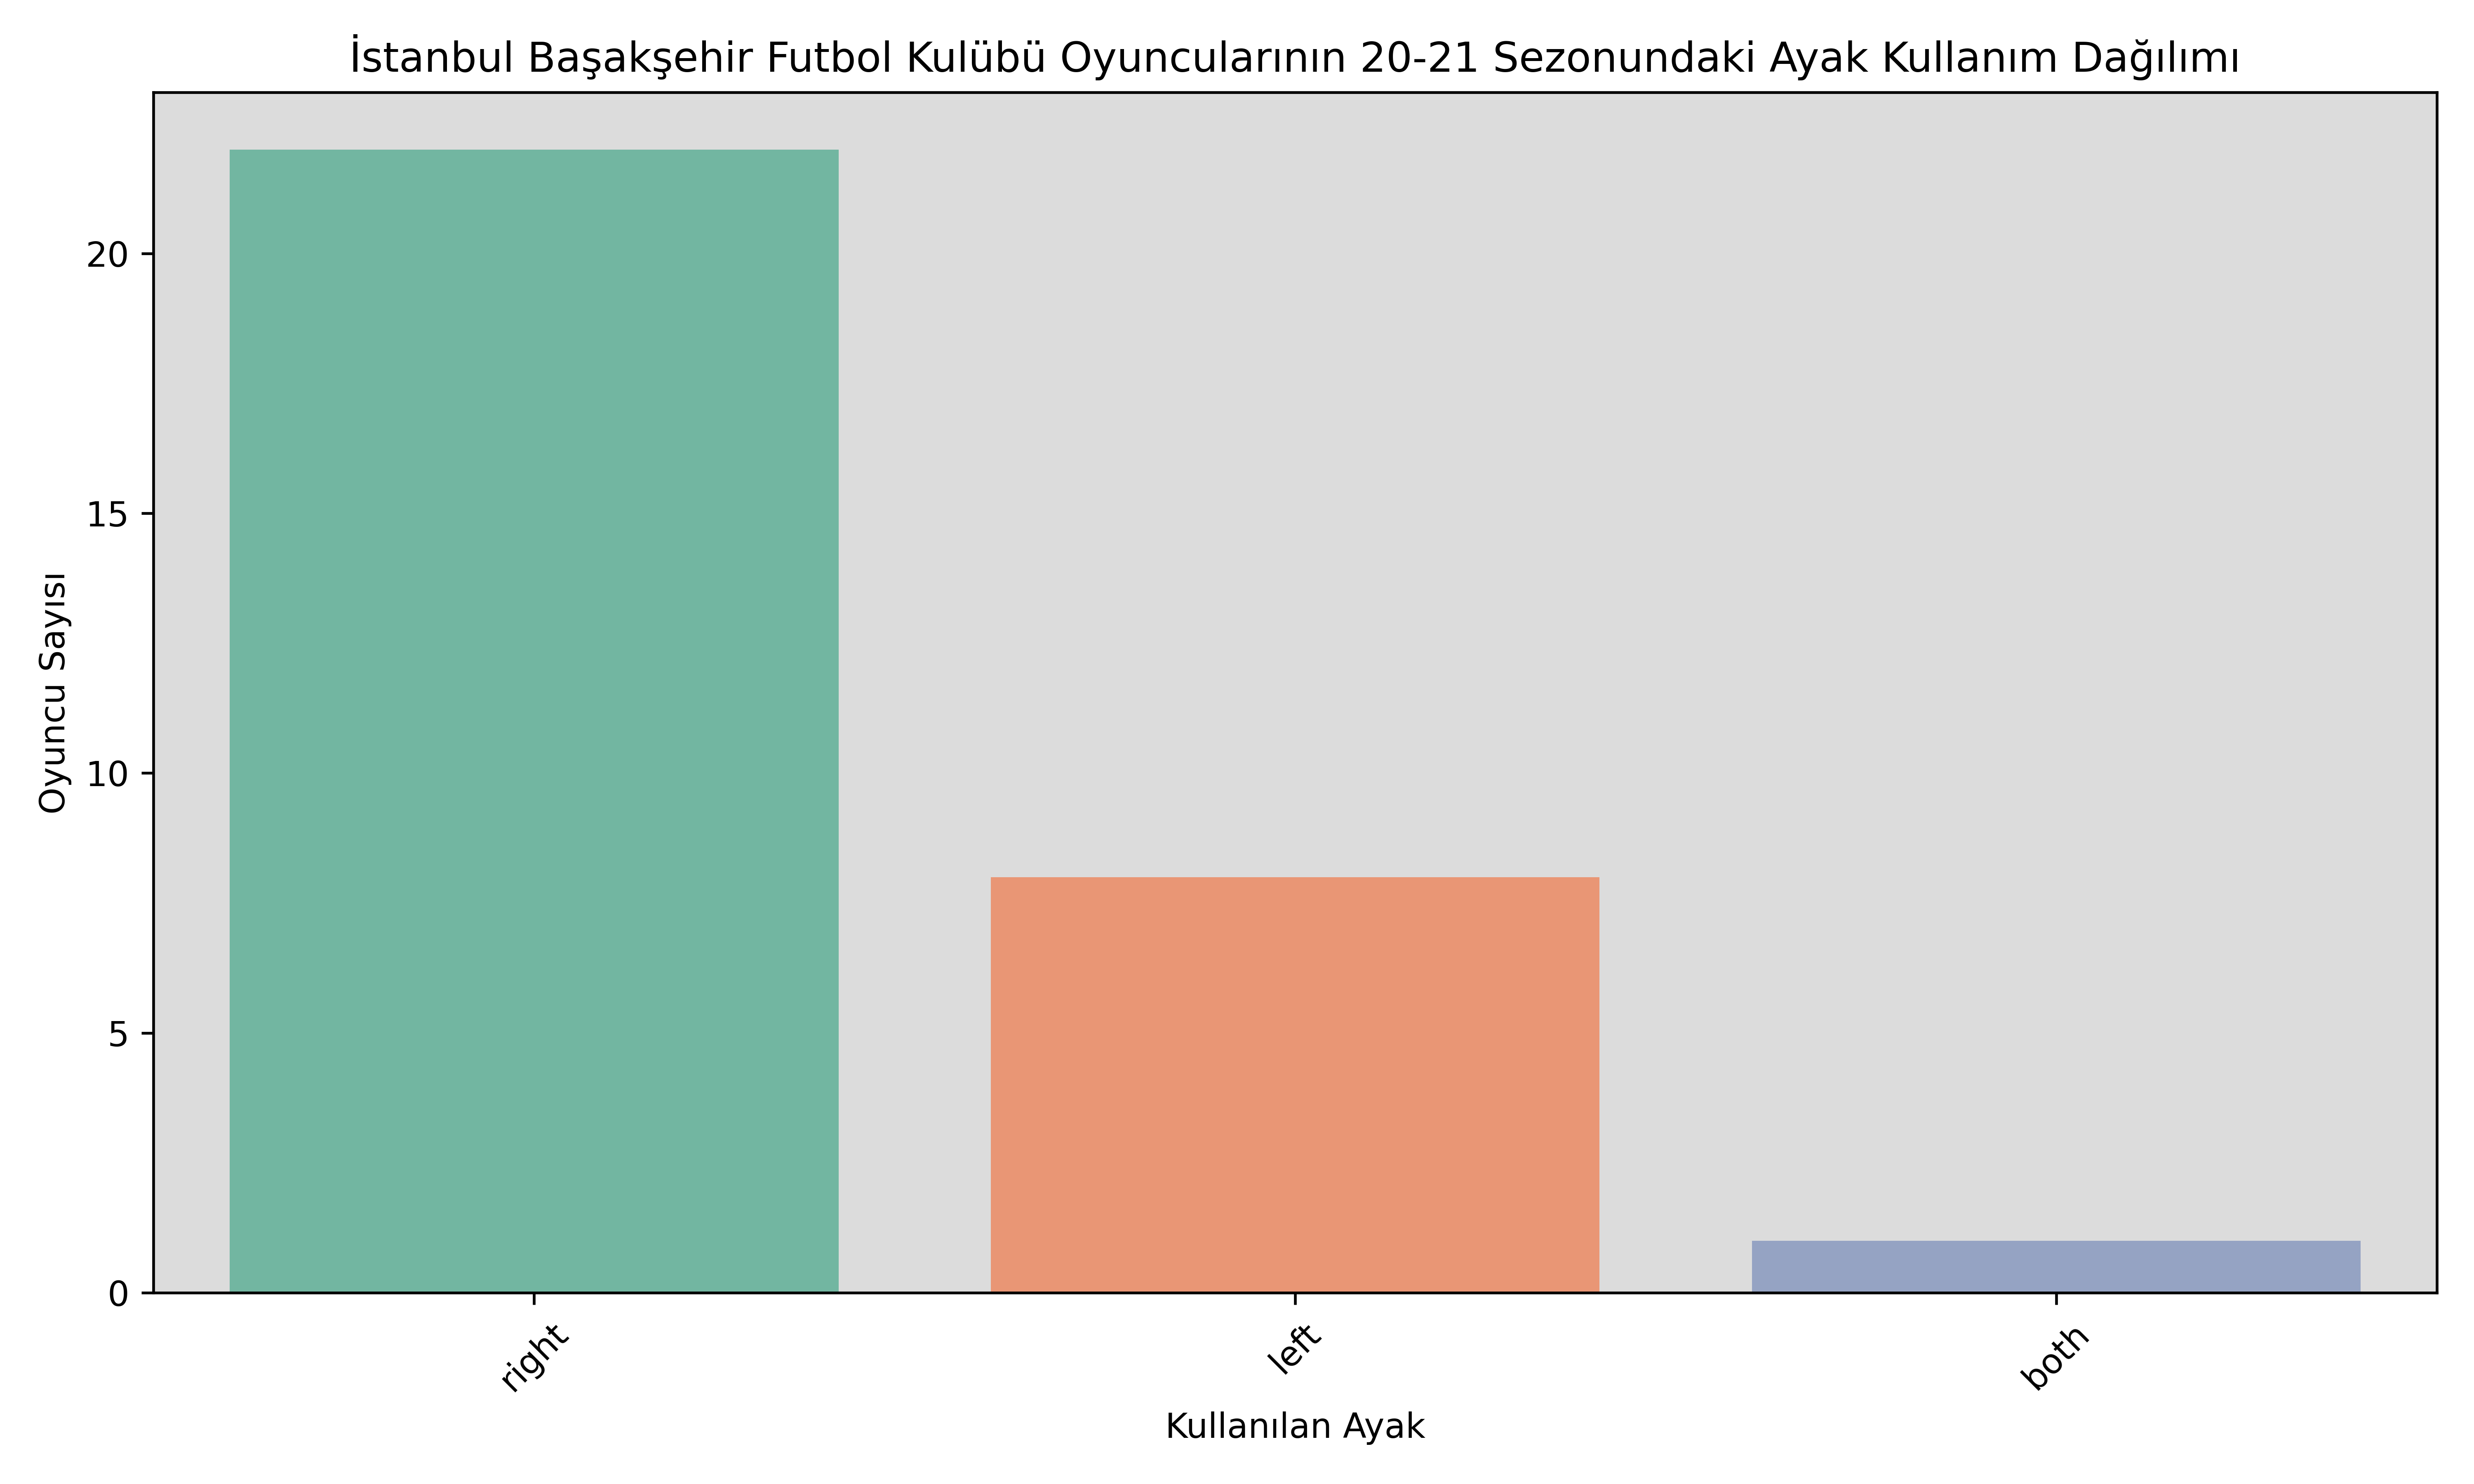 İstanbul Başakşehir Futbol Kulübü Oyuncularının 20-21 Sezonundaki Ayak Kullanım Dağılımı
Oyuncu Sayısı
20
15
10
5
0
right
left
both
Kullanılan Ayak